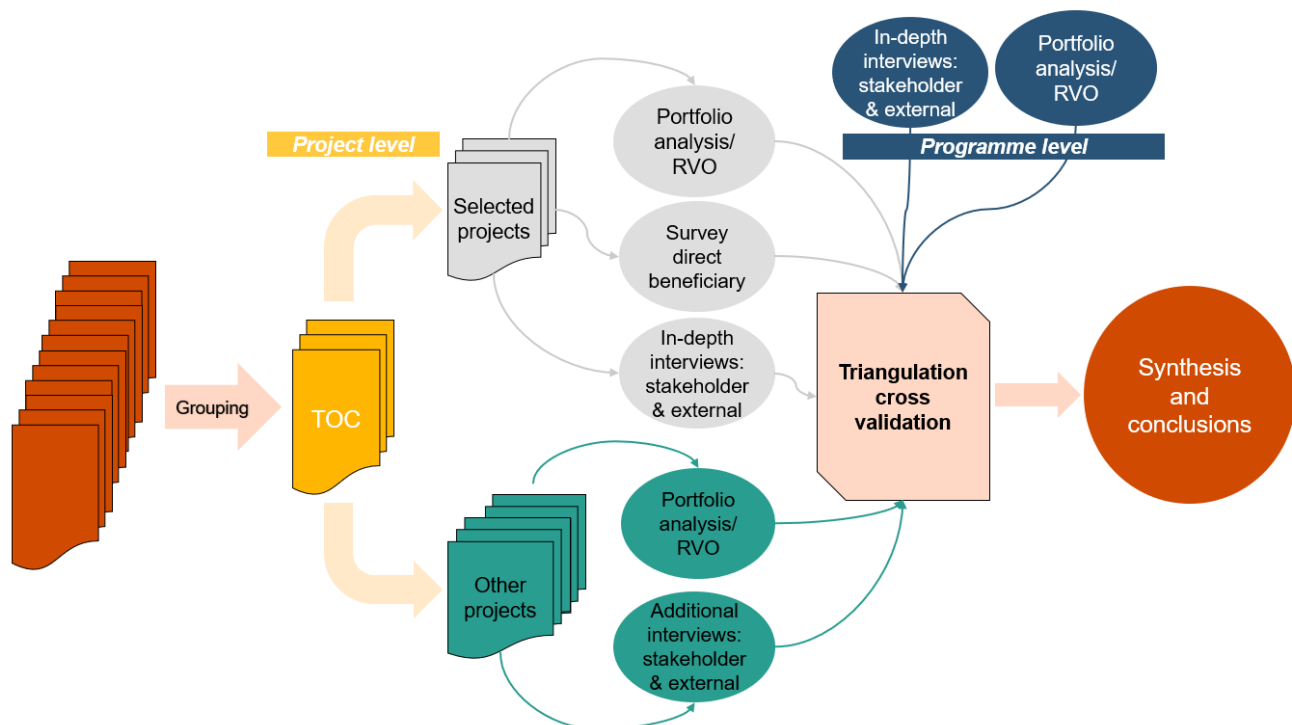 Grouping
TOC
Project level
Selected
projects
Portfolio
analysis/
RVO
Survey
direct
beneficiary
In-depth
interviews:
stakeholder
& external
Other
projects
Portfolio
analysis/
RVO
Additional
interviews:
stakeholder
& external
In-depth
interviews:
stakeholder
& external
Portfolio
analysis/
RVO
Programme level
Triangulation
cross
validation
Synthesis
and
conclusions